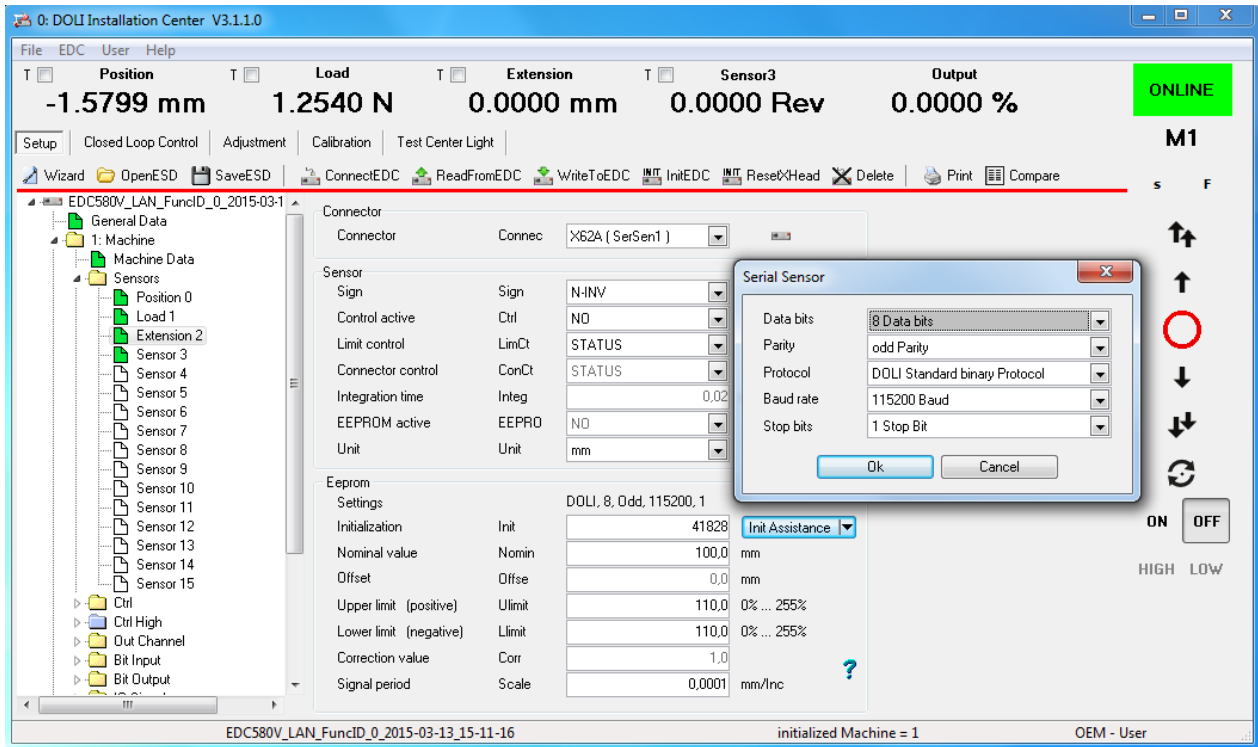 0: DOLI Installation Center V3.1.1.0
File EDC User Help
T Position T Load T Extension T Sensor3 Output
-1.5799 mm 1.2540 N 0.0000 mm 0.0000 Rev 0.0000 %
ONLINE
M1
Setup Closed Loop Control Adjustment Calibration Test Center Light
Wizard OpenESD SaveESD ConnectEDC ReadFromEDC WriteToEDC INIT InitEDC INIT ResetXHead Delete Print Compare
S F
EDC580V_LAN_FuncID_0_2015-03-1
General Data
1: Machine
Machine Data
Sensors
Position 0
Load 1
Extension 2
Sensor 3
Sensor 4
Sensor 5
Sensor 6
Sensor 7
Sensor 8
Sensor 9
Sensor 10
Sensor 11
Sensor 12
Sensor 13
Sensor 14
Sensor 15
Ctrl
Ctrl High
Out Channel
Bit Input
Bit Output
Connector
Connector Connec X62A ( SerSen1 )
Sensor
Sign Sign N-INV
Control active Ctrl NO
Limit control LimCt STATUS
Connector control ConCt STATUS
Integration time Integ 0,02
EEPROM active EEPRO NO
Unit Unit mm
Eeprom
Settings DOLI, 8, Odd, 115200, 1
Initialization Init 41828 Init Assistance
Nominal value Nomin 100,0 mm
Offset Offse 0,0 mm
Upper limit (positive) Ulimit 110,0 0% ... 255%
Lower limit (negative) Llimit 110,0 0% ... 255%
Correction value Corr 1,0
?
Signal period Scale 0,0001 mm/Inc
Serial Sensor
Data bits 8 Data bits
Parity odd Parity
Protocol DOLI Standard binary Protocol
Baud rate 115200 Baud
Stop bits 1 Stop Bit
Ok Cancel
ON OFF
HIGH LOW
EDC580V_LAN_FuncID_0_2015-03-13_15-11-16 initialized Machine = 1 OEM - User